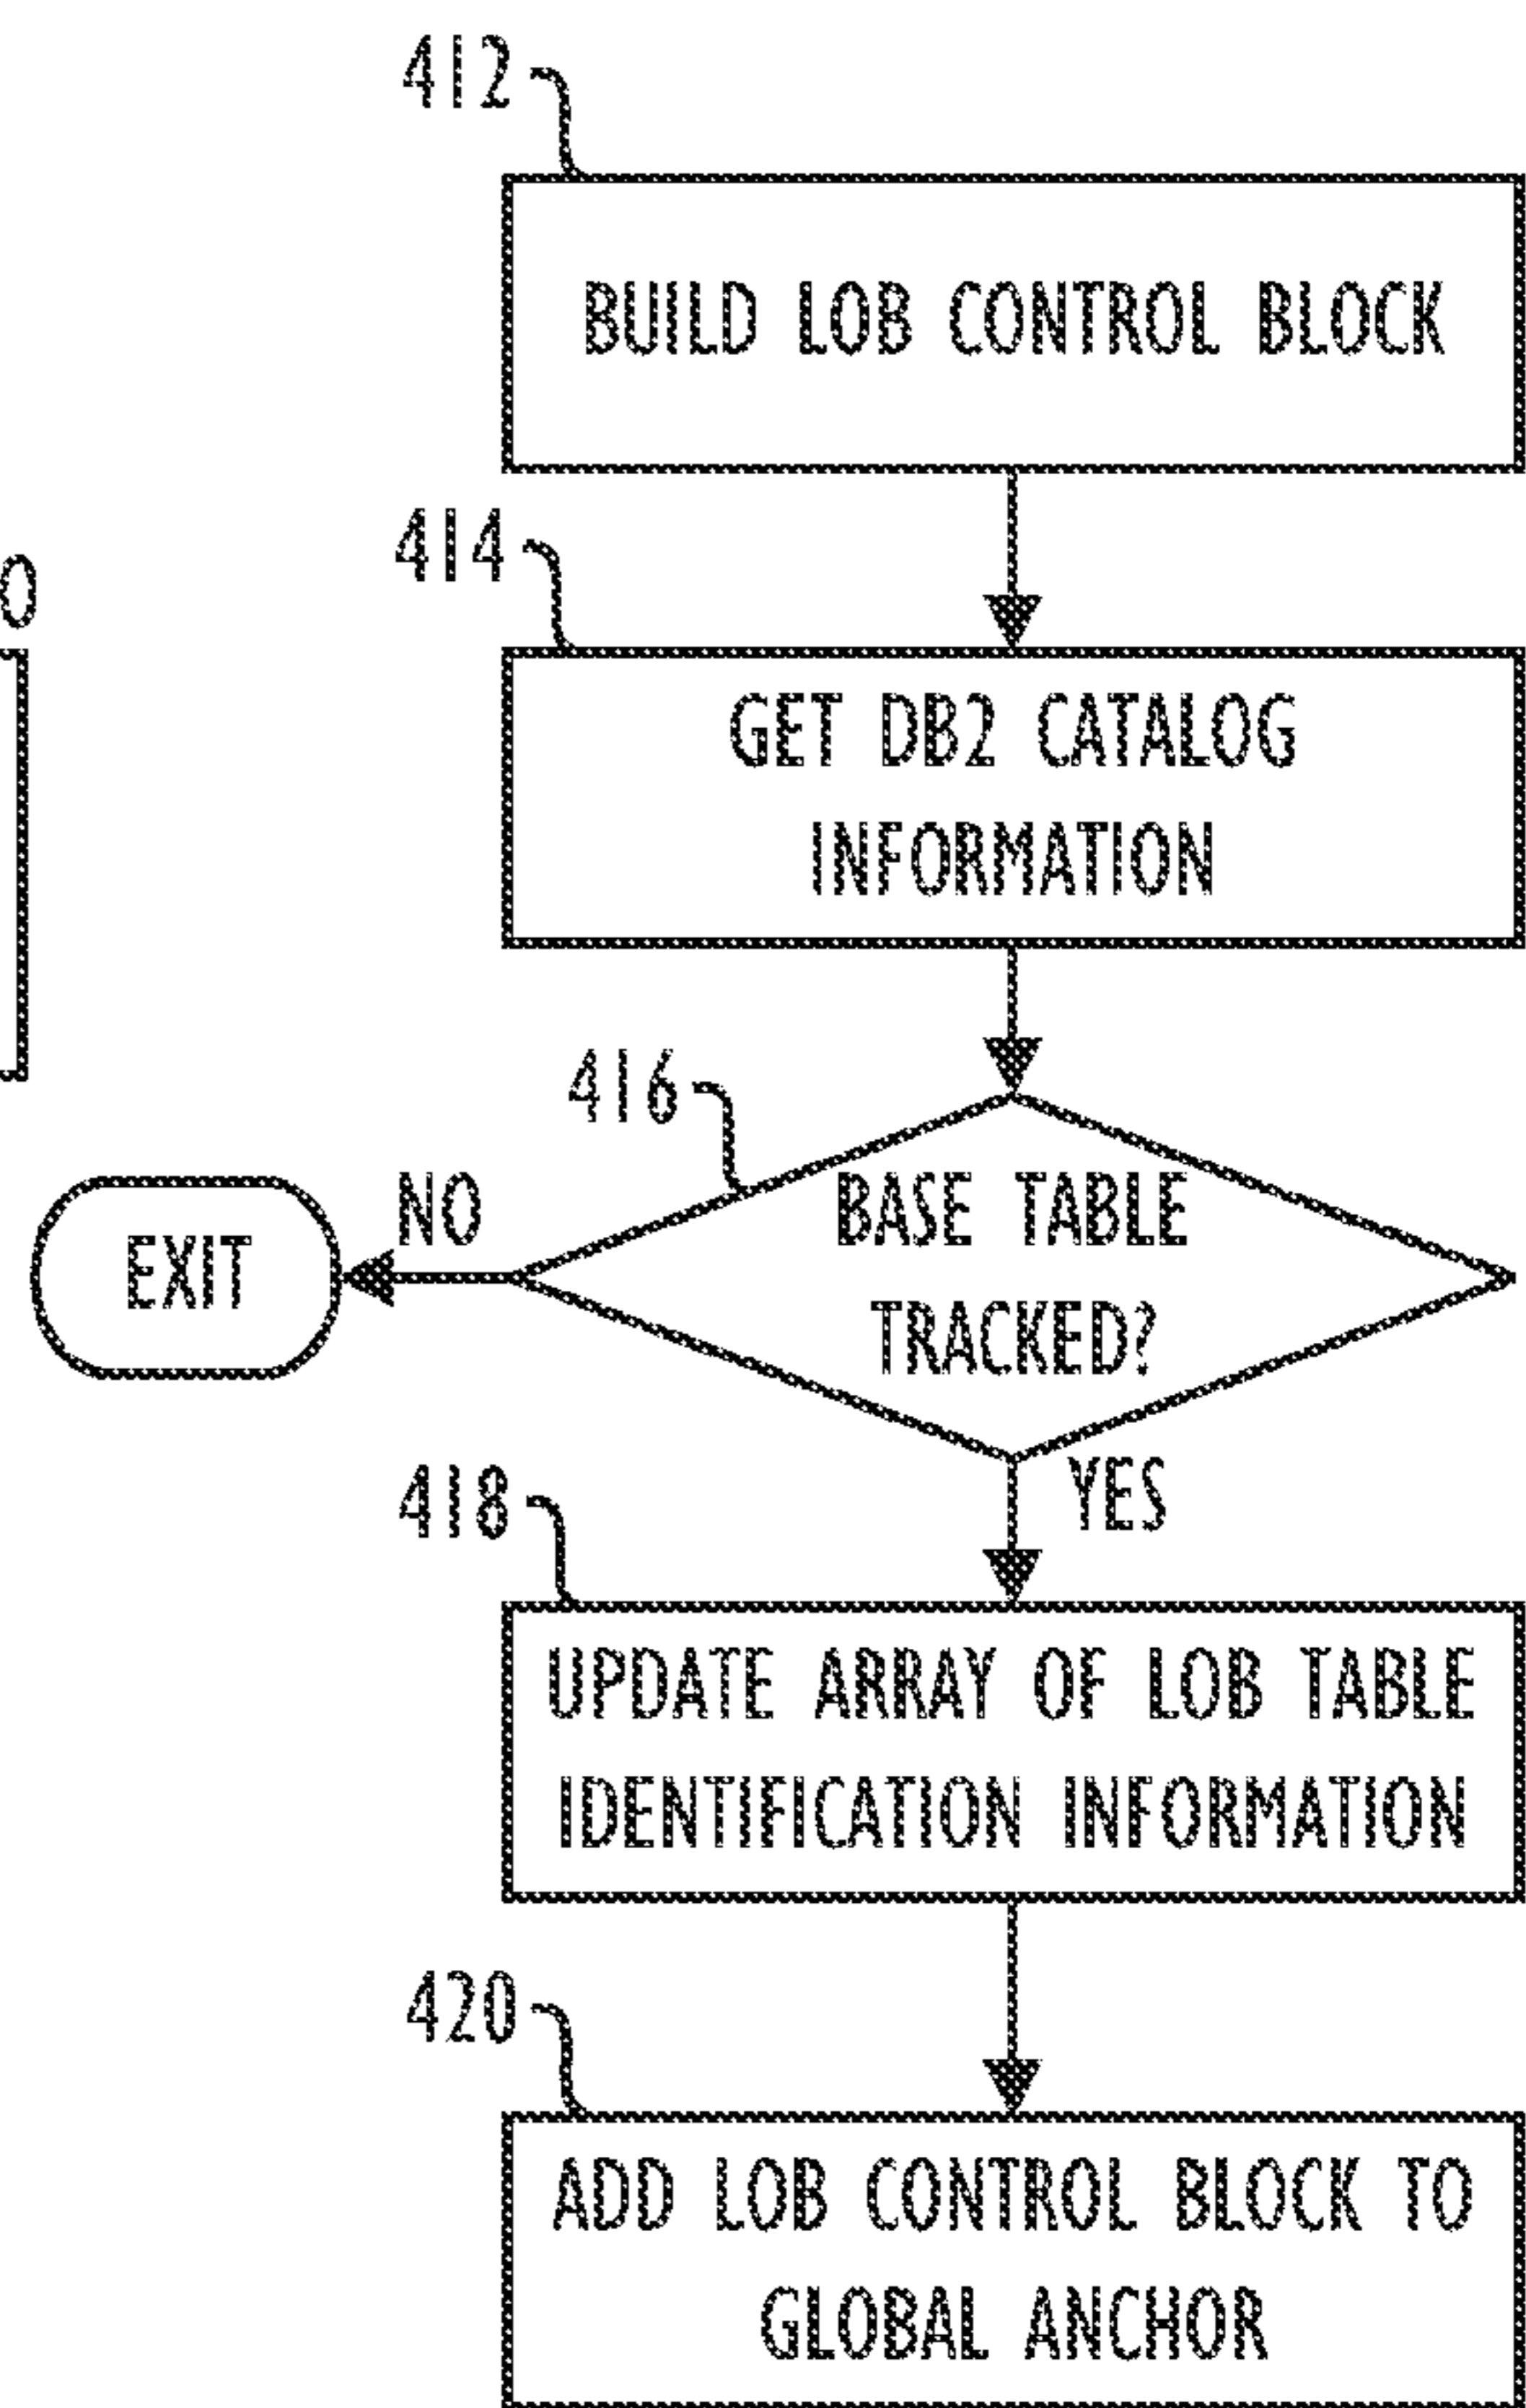 412
BUILD LOB CONTROL BLOCK
414
0
GET DB2 CATALOG
INFORMATION
416
NO
BASE TABLE
EXIT
TRACKED?
YES
418
UPDATE ARRAY OF LOB TABLE
IDENTIFICATION INFORMATION
420
ADD LOB CONTROL BLOCK TO
GLOBAL ANCHOR